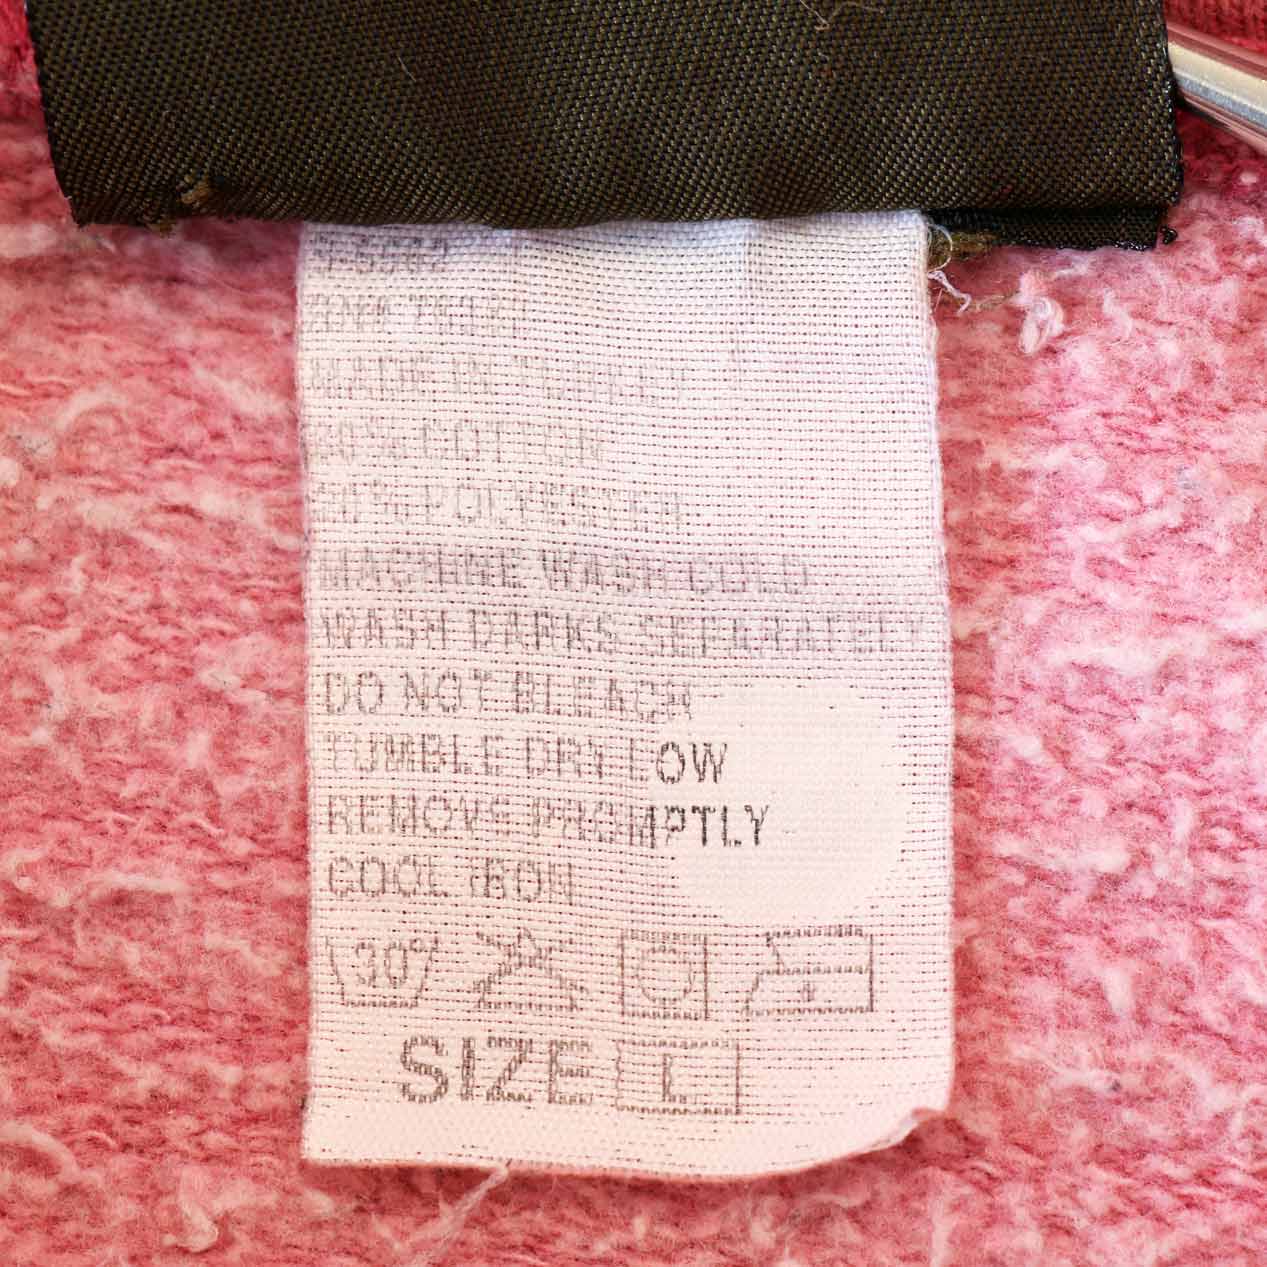 MADE IN TURKEY
COTTON
POLYESTER
MACHINE WASH COLD
WASH DARKS SEPARATELY
DO NOT BLEACH
TUMBLE DRY LOW
REMOVE PROMPTLY
COOL IRON
30°
SIZE L